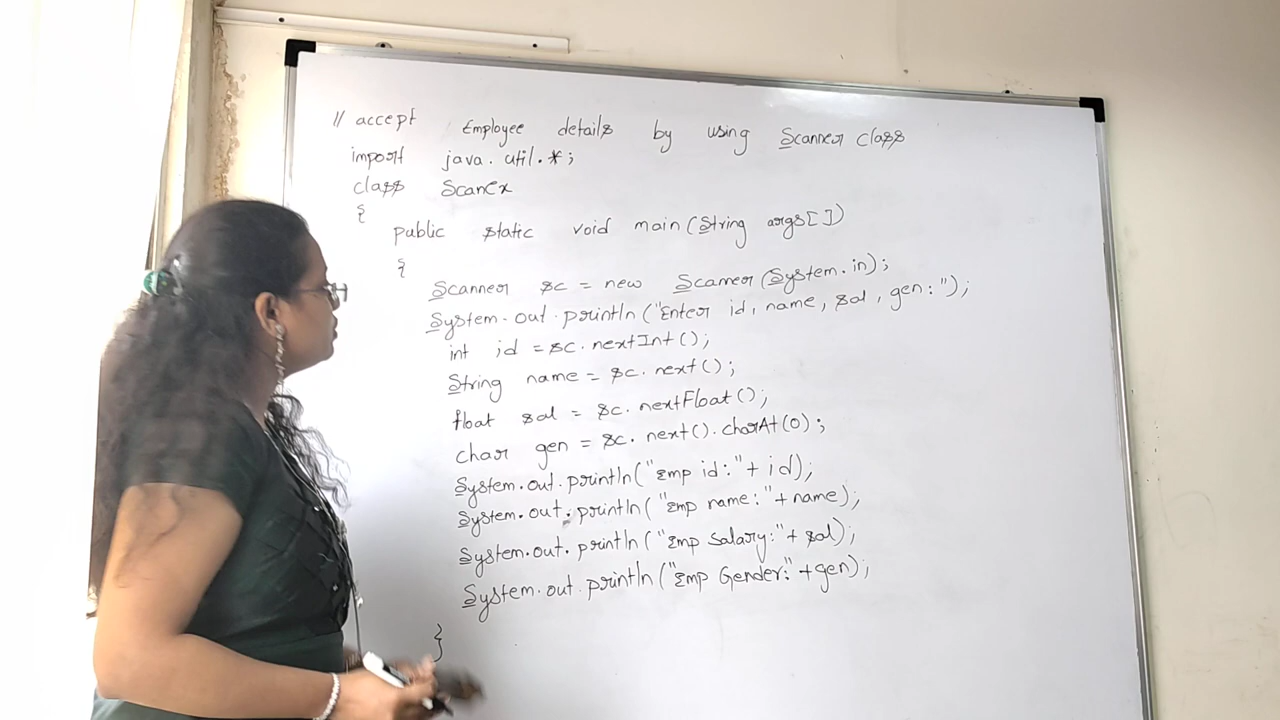 // accept Employee details by using Scanner class
import java.util.*;
class ScanEx
{
public static void main(String args[])
{
Scanner sc = new Scanner(System.in);
System.out.println("Enter id, name, sal, gen:");
int id = sc.nextInt();
String name = sc.next();
float sal = sc.nextFloat();
char gen = sc.next().charAt(0);
System.out.println("Emp id:"+id);
System.out.println("Emp name:"+name);
System.out.println("Emp Salary:"+sal);
System.out.println("Emp Gender:"+gen);
}